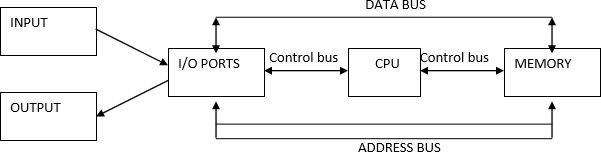 DATA BUS
INPUT
I/O PORTS
Control bus
CPU
Control bus
MEMORY
OUTPUT
ADDRESS BUS